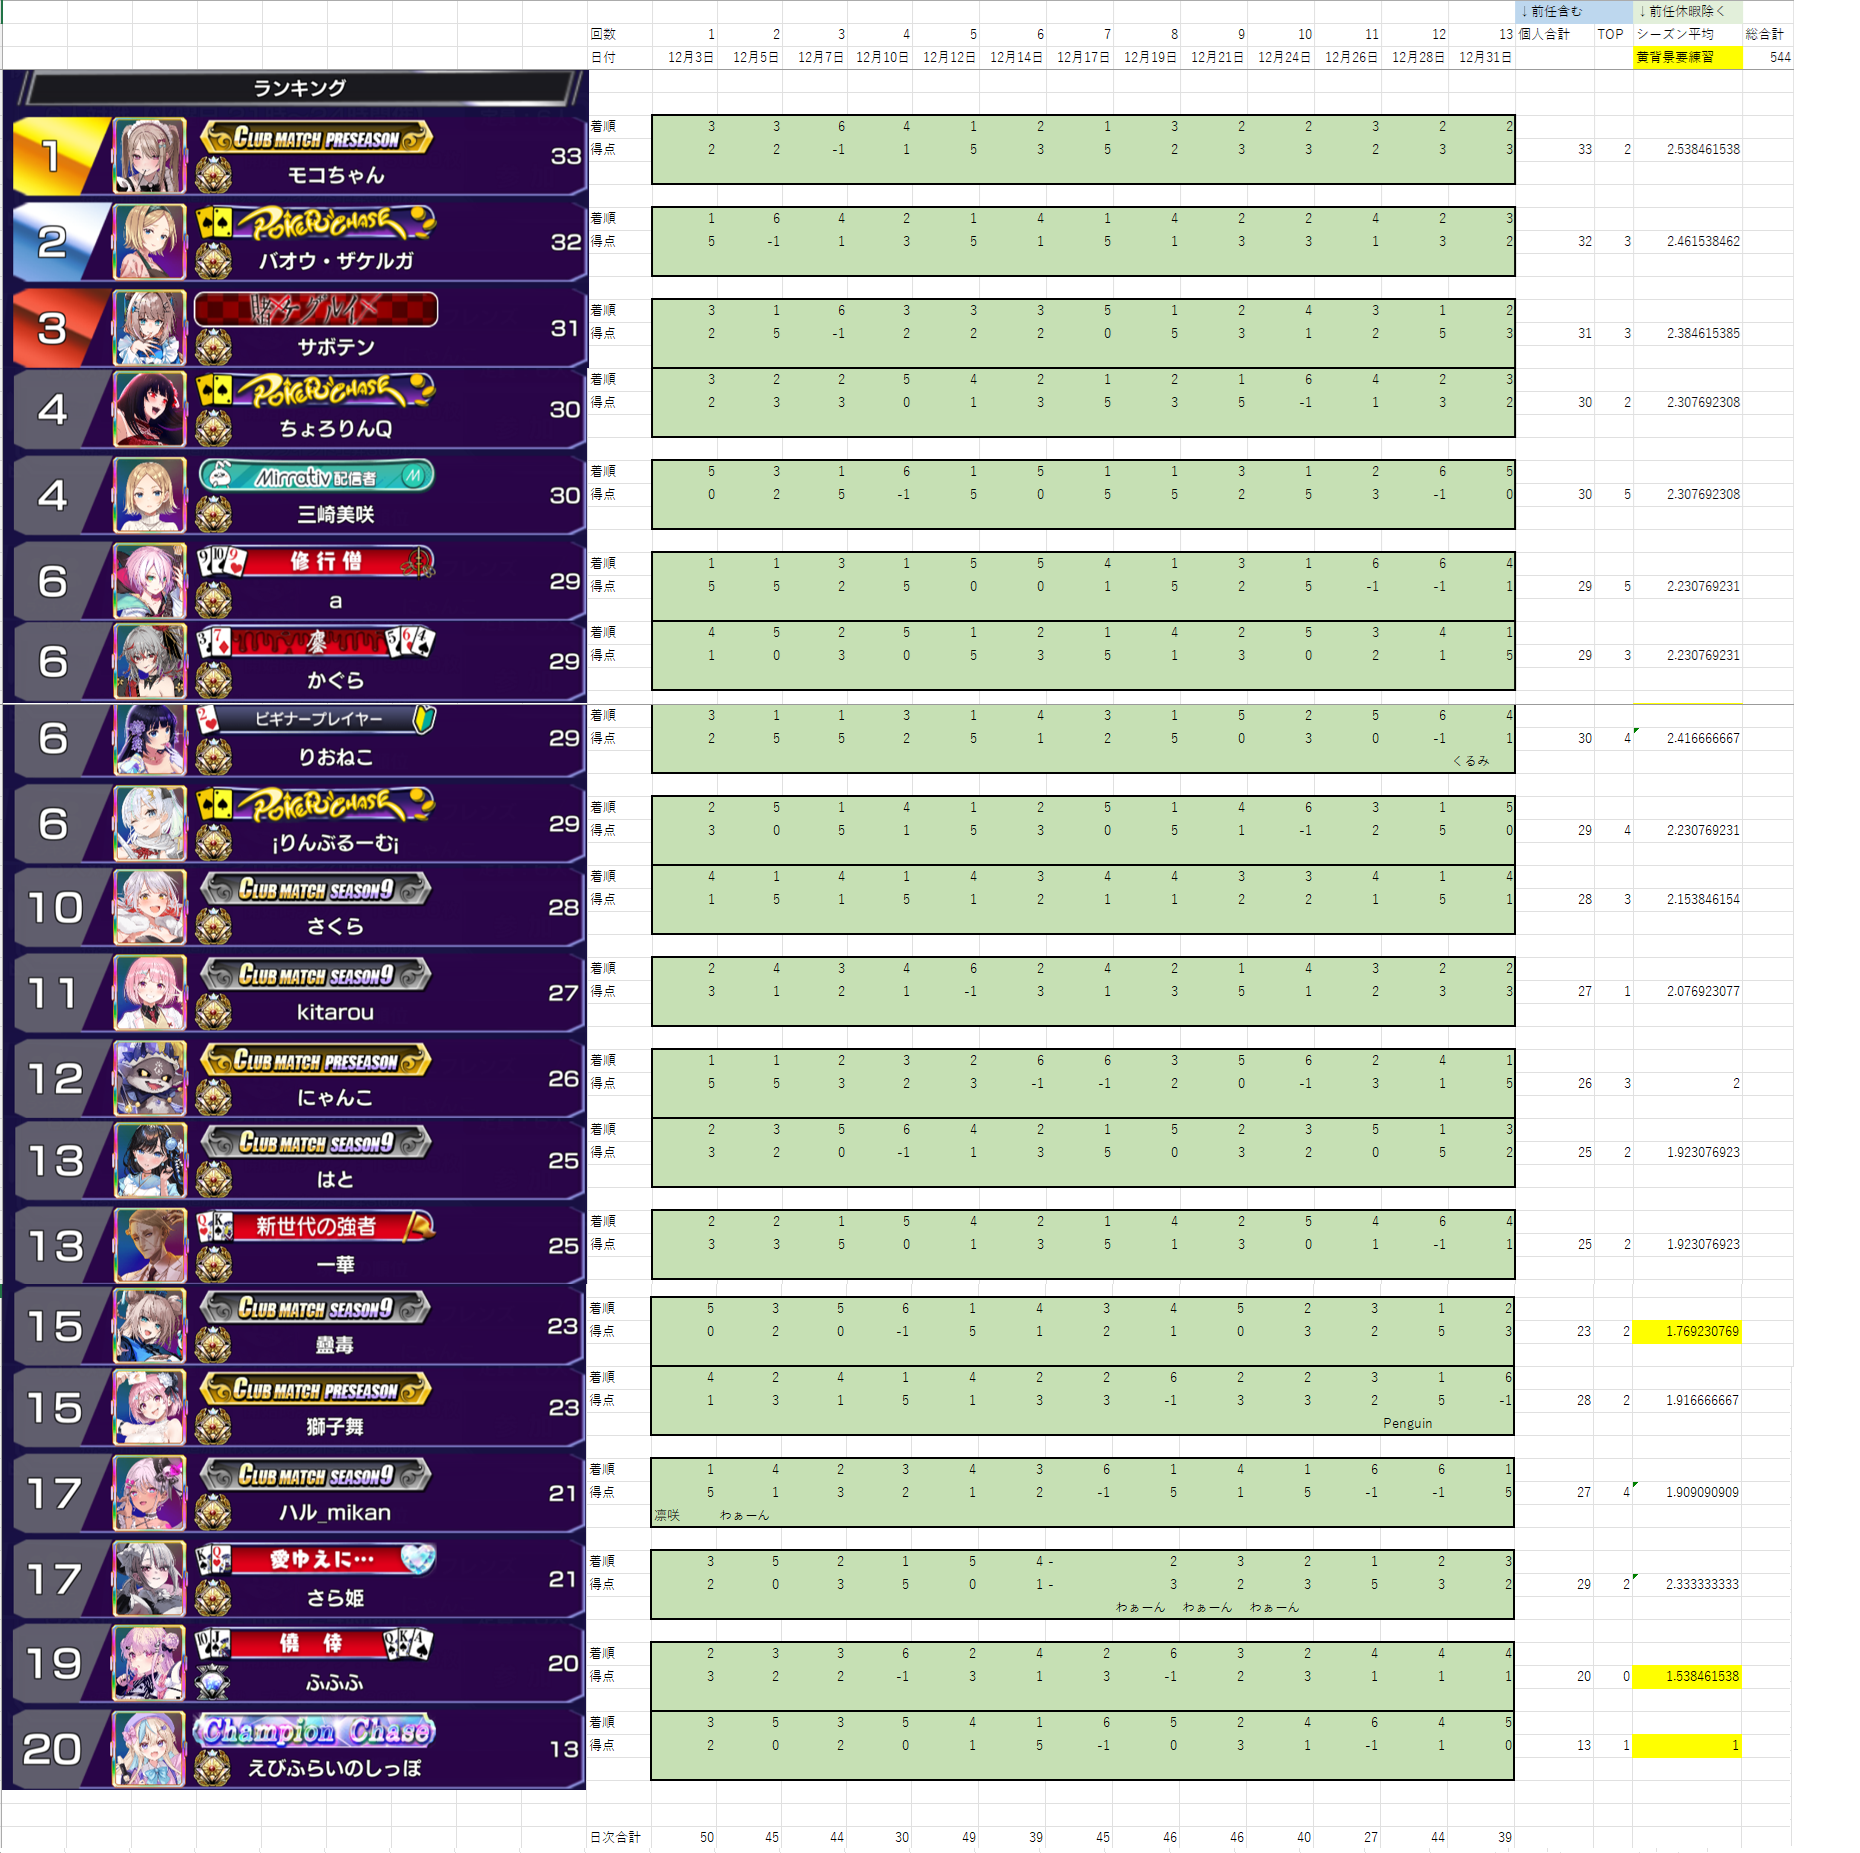 ↓前任含む ↓前任休暇除く
回数 1 2 3 4 5 6 7 8 9 10 11 12 13 個人合計 TOP シーズン平均 総合計
日付 12月3日 12月5日 12月7日 12月10日 12月12日 12月14日 12月17日 12月19日 12月21日 12月24日 12月26日 12月28日 12月31日 黄背景要練習 544
ランキング
1 CLUB MATCH PRESEASON モコちゃん 33
着順 3 3 6 4 1 2 1 3 2 2 3 2 2
得点 2 2 -1 1 5 3 5 2 3 3 2 3 3 33 2 2.538461538
2 POKER CHASE バオウ・ザケルガ 32
着順 1 6 4 2 1 4 1 4 2 2 4 2 3
得点 5 -1 1 3 5 1 5 1 3 3 1 3 2 32 3 2.461538462
3 賭ケグルイ サボテン 31
着順 3 1 6 3 3 3 5 1 2 4 3 1 2
得点 2 5 -1 2 2 2 0 5 3 1 2 5 3 31 3 2.384615385
4 POKER CHASE ちょろりんQ 30
着順 3 2 2 5 4 2 1 2 1 6 4 2 3
得点 2 3 3 0 1 3 5 3 5 -1 1 3 2 30 2 2.307692308
4 Mirrativ配信者 M 三崎美咲 30
着順 5 3 1 6 1 5 1 1 3 1 2 6 5
得点 0 2 5 -1 5 0 5 5 2 5 3 -1 0 30 5 2.307692308
6 9 10 9 修行僧 a 29
着順 1 1 3 1 5 5 4 1 3 1 6 6 4
得点 5 5 2 5 0 0 1 5 2 5 -1 -1 1 29 5 2.230769231
6 3 7 5 6 4 かぐら 29
着順 4 5 2 5 1 2 1 4 2 5 3 4 1
得点 1 0 3 0 5 3 5 1 3 0 2 1 5 29 3 2.230769231
6 2 ビギナープレイヤー りおねこ 29
着順 3 1 1 3 1 4 3 1 5 2 5 6 4
得点 2 5 5 2 5 1 2 5 0 3 0 -1 1 30 4 2.416666667
くるみ
6 POKER CHASE ¡りんぶるーむ¡ 29
着順 2 5 1 4 1 2 5 1 4 6 3 1 5
得点 3 0 5 1 5 3 0 5 1 -1 2 5 0 29 4 2.230769231
10 CLUB MATCH SEASON9 さくら 28
着順 4 1 4 1 4 3 4 4 3 3 4 1 4
得点 1 5 1 5 1 2 1 1 2 2 1 5 1 28 3 2.153846154
11 CLUB MATCH SEASON9 kitarou 27
着順 2 4 3 4 6 2 4 2 1 4 3 2 2
得点 3 1 2 1 -1 3 1 3 5 1 2 3 3 27 1 2.076923077
12 CLUB MATCH PRESEASON にゃんこ 26
着順 1 1 2 3 2 6 6 3 5 6 2 4 1
得点 5 5 3 2 3 -1 -1 2 0 -1 3 1 5 26 3 2
13 CLUB MATCH SEASON9 はと 25
着順 2 3 5 6 4 2 1 5 2 3 5 1 3
得点 3 2 0 -1 1 3 5 0 3 2 0 5 2 25 2 1.923076923
13 Q K 新世代の強者 一華 25
着順 2 2 1 5 4 2 1 4 2 5 4 6 4
得点 3 3 5 0 1 3 5 1 3 0 1 -1 1 25 2 1.923076923
15 CLUB MATCH SEASON9 蠱毒 23
着順 5 3 5 6 1 4 3 4 5 2 3 1 2
得点 0 2 0 -1 5 1 2 1 0 3 2 5 3 23 2 1.769230769
15 CLUB MATCH PRESEASON 獅子舞 23
着順 4 2 4 1 4 2 2 6 2 2 3 1 6
得点 1 3 1 5 1 3 3 -1 3 3 2 5 -1 28 2 1.916666667
Penguin
17 CLUB MATCH SEASON9 ハル_mikan 21
着順 1 4 2 3 4 3 6 1 4 1 6 6 1
得点 5 1 3 2 1 2 -1 5 1 5 -1 -1 5 27 4 1.909090909
凛咲 わぁーん
17 K Q 愛ゆえに… さら姫 21
着順 3 5 2 1 5 4 - 2 3 2 1 2 3
得点 2 0 3 5 0 1 - 3 2 3 5 3 2 29 2 2.333333333
わぁーん わぁーん わぁーん
19 10 J 僥倖 Q K A ふふふ 20
着順 2 3 3 6 2 4 2 6 3 2 4 4 4
得点 3 2 2 -1 3 1 3 -1 2 3 1 1 1 20 0 1.538461538
20 Champion Chase えびふらいのしっぽ 13
着順 3 5 3 5 4 1 6 5 2 4 6 4 5
得点 2 0 2 0 1 5 -1 0 3 1 -1 1 0 13 1 1
日次合計 50 45 44 30 49 39 45 46 46 40 27 44 39